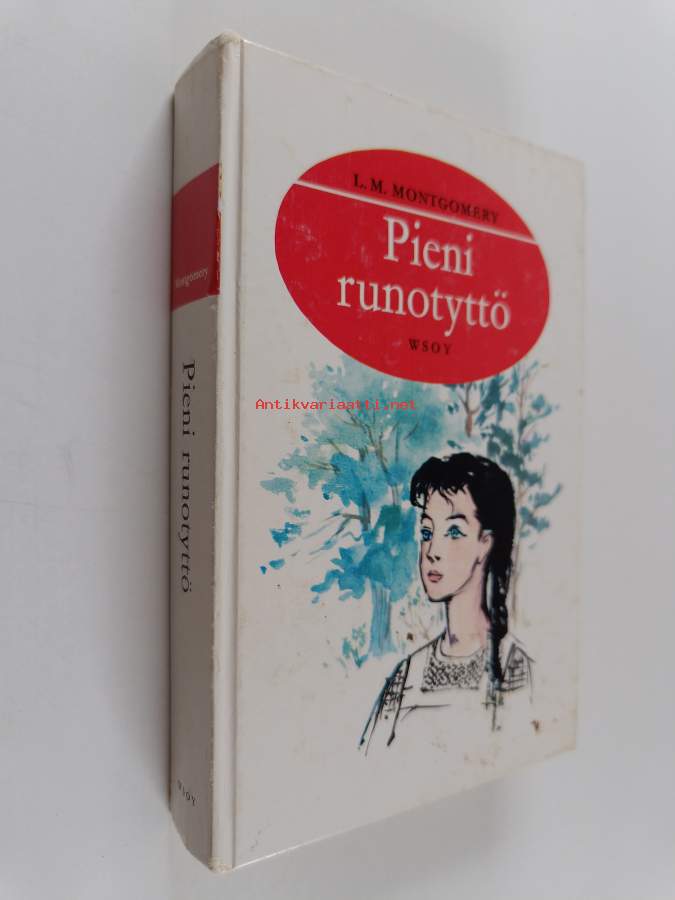 L. M. MONTGOMERY
Pieni
runotyttö
WSOY
Antikvariaatti.net
Montgomery
Pieni runotyttö
WSOY